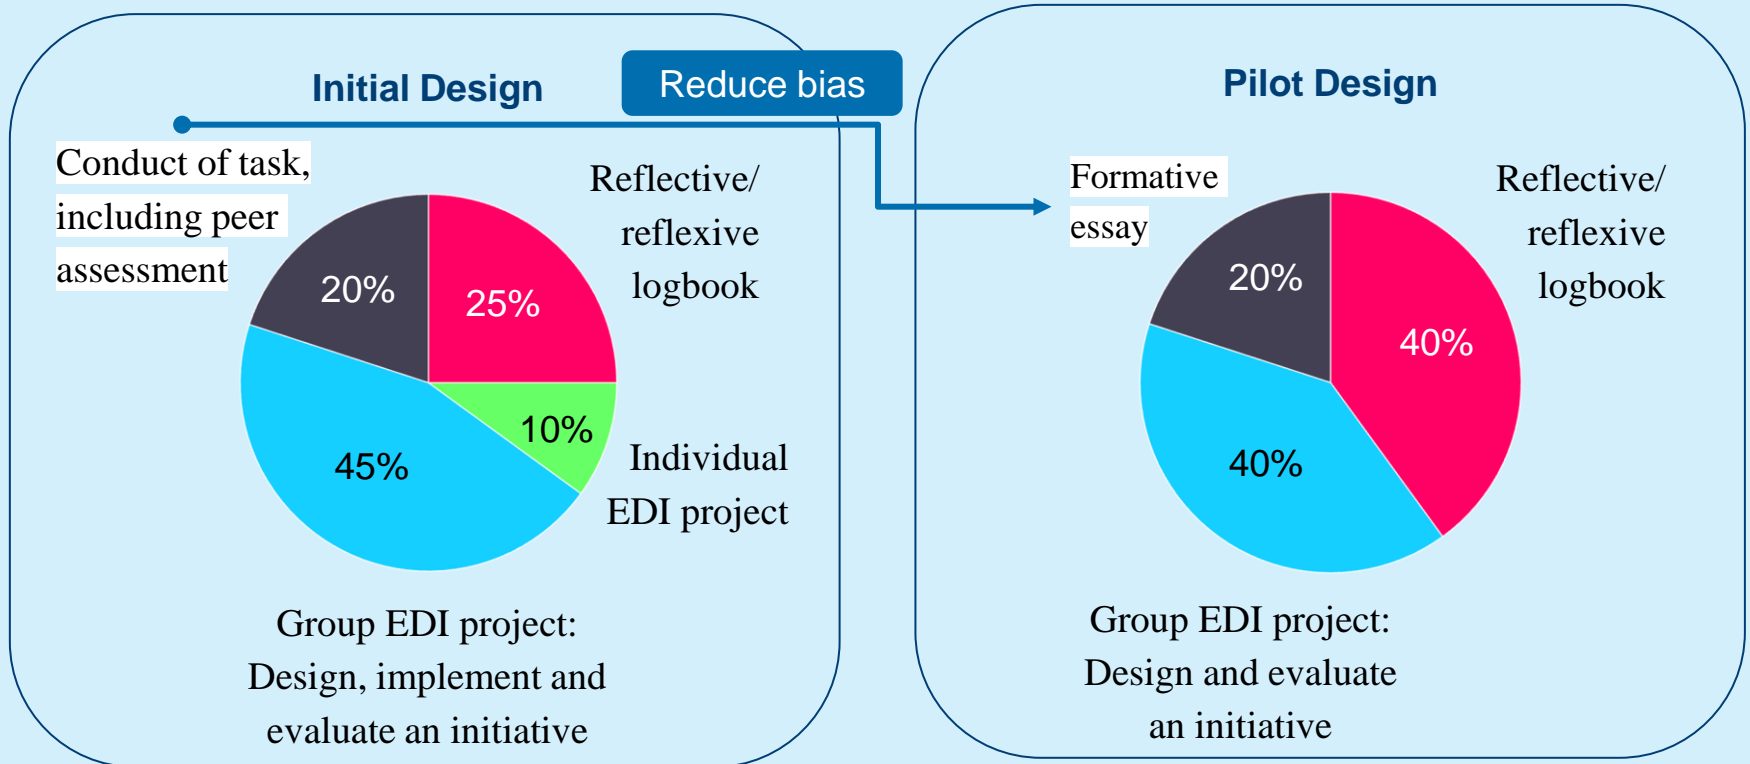 Initial Design
Reduce bias
Pilot Design
Conduct of task,
including peer
assessment
Reflective/
reflexive
logbook
20%
25%
10%
45%
Individual
EDI project
Group EDI project:
Design, implement and
evaluate an initiative
Formative
essay
Reflective/
reflexive
logbook
20%
40%
40%
Group EDI project:
Design and evaluate
an initiative